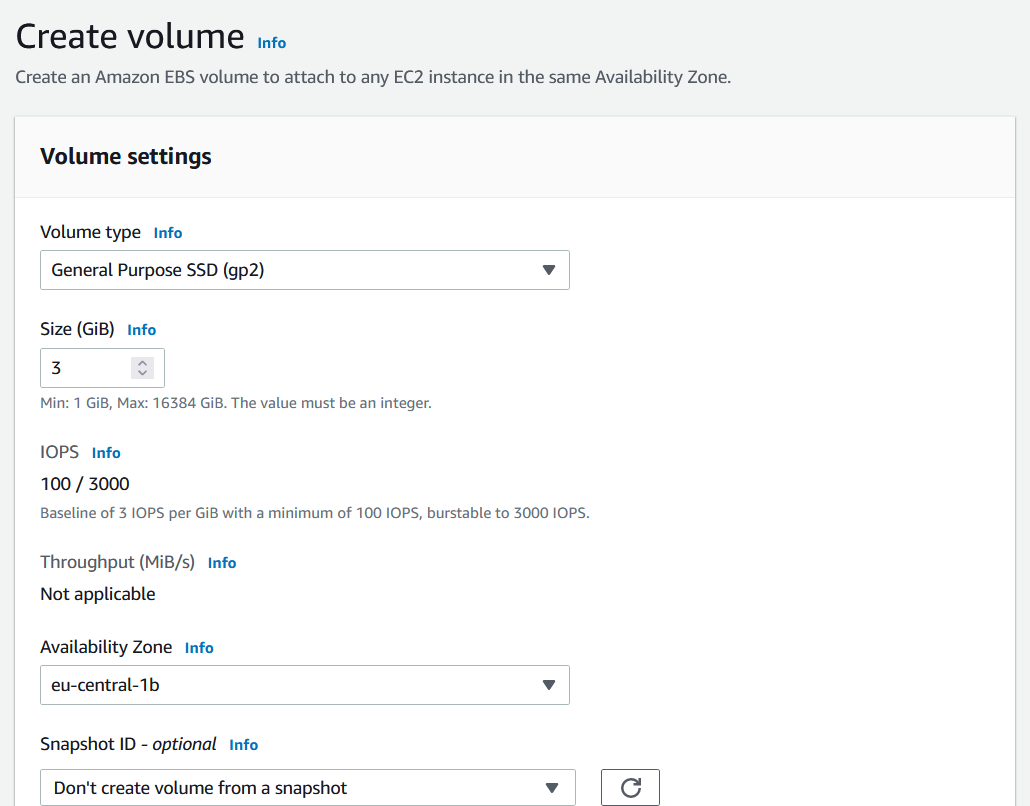 Create volume Info
Create an Amazon EBS volume to attach to any EC2 instance in the same Availability Zone.
Volume settings
Volume type Info
General Purpose SSD (gp2)
Size (GiB) Info
3
Min: 1 GiB, Max: 16384 GiB. The value must be an integer.
IOPS Info
100 / 3000
Baseline of 3 IOPS per GiB with a minimum of 100 IOPS, burstable to 3000 IOPS.
Throughput (MiB/s) Info
Not applicable
Availability Zone Info
eu-central-1b
Snapshot ID - optional Info
Don't create volume from a snapshot